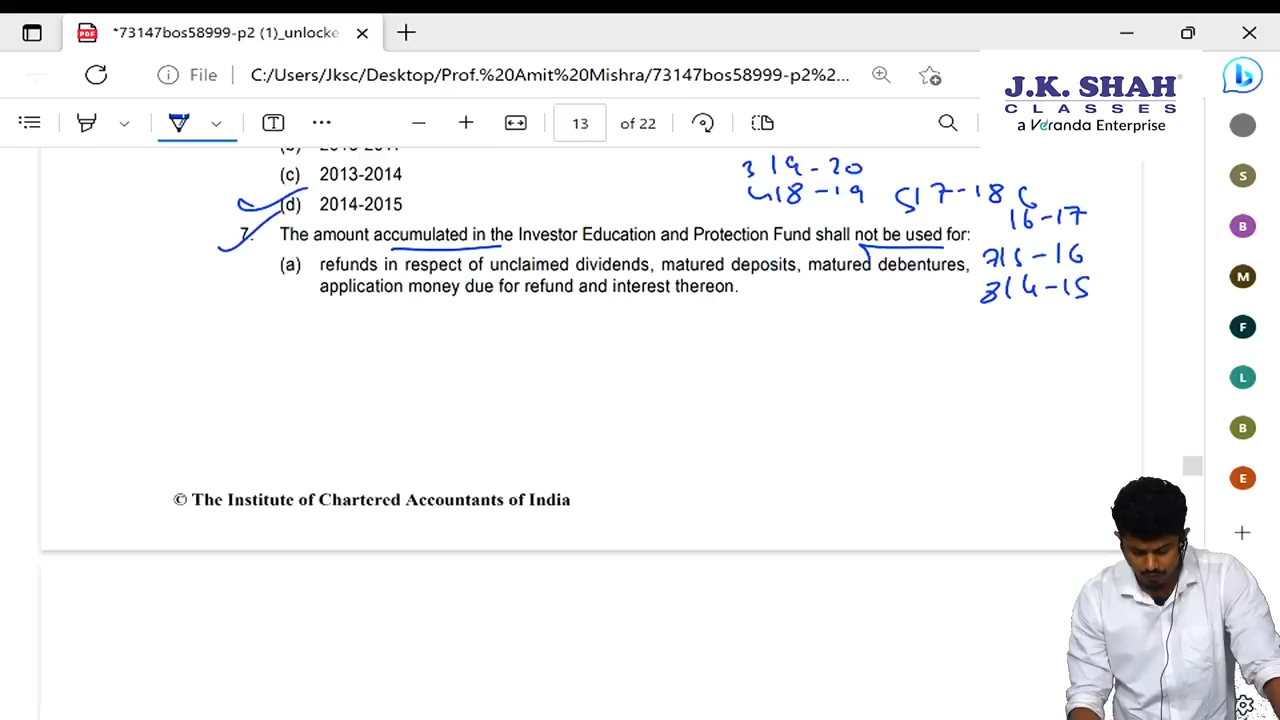 *73147bos58999-p2 (1)_unlocke
File
C:/Users/Jksc/Desktop/Prof.%20Amit%20Mishra/73147bos58999-p2%2...
J.K. SHAH
CLASSES
a Veranda Enterprise
13 of 22
(c) 2013-2014
(d) 2014-2015
3 19-20
4 18-19
5 17-18 6
16-17
7. The amount accumulated in the Investor Education and Protection Fund shall not be used for:
(a) refunds in respect of unclaimed dividends, matured deposits, matured debentures,
application money due for refund and interest thereon.
7 15-16
8 14-15
© The Institute of Chartered Accountants of India
S
B
M
F
L
B
E